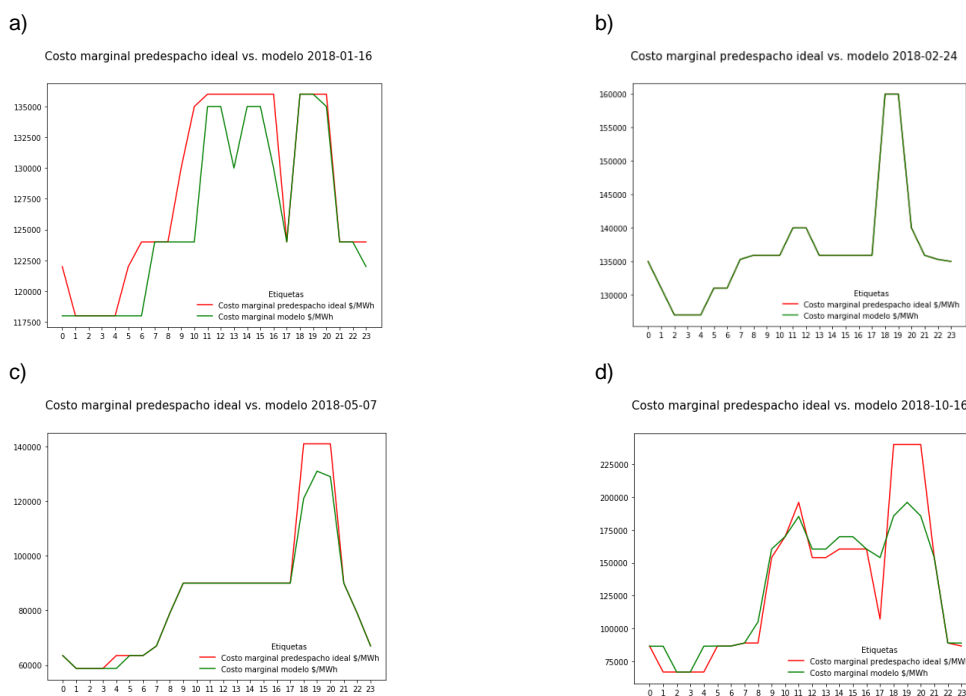 a)
Costo marginal predespacho ideal vs. modelo 2018-01-16
135000
132500
130000
127500
125000
122500
120000
117500
Etiquetas
Costo marginal predespacho ideal $/MWh
Costo marginal modelo $/MWh
0 1 2 3 4 5 6 7 8 9 10 11 12 13 14 15 16 17 18 19 20 21 22 23
b)
Costo marginal predespacho ideal vs. modelo 2018-02-24
160000
155000
150000
145000
140000
135000
130000
Etiquetas
Costo marginal predespacho ideal $/MWh
Costo marginal modelo $/MWh
0 1 2 3 4 5 6 7 8 9 10 11 12 13 14 15 16 17 18 19 20 21 22 23
c)
Costo marginal predespacho ideal vs. modelo 2018-05-07
140000
120000
100000
80000
60000
Etiquetas
Costo marginal predespacho ideal $/MWh
Costo marginal modelo $/MWh
0 1 2 3 4 5 6 7 8 9 10 11 12 13 14 15 16 17 18 19 20 21 22 23
d)
Costo marginal predespacho ideal vs. modelo 2018-10-16
225000
200000
175000
150000
125000
100000
75000
Etiquetas
Costo marginal predespacho ideal $/MWh
Costo marginal modelo $/MWh
0 1 2 3 4 5 6 7 8 9 10 11 12 13 14 15 16 17 18 19 20 21 22 23